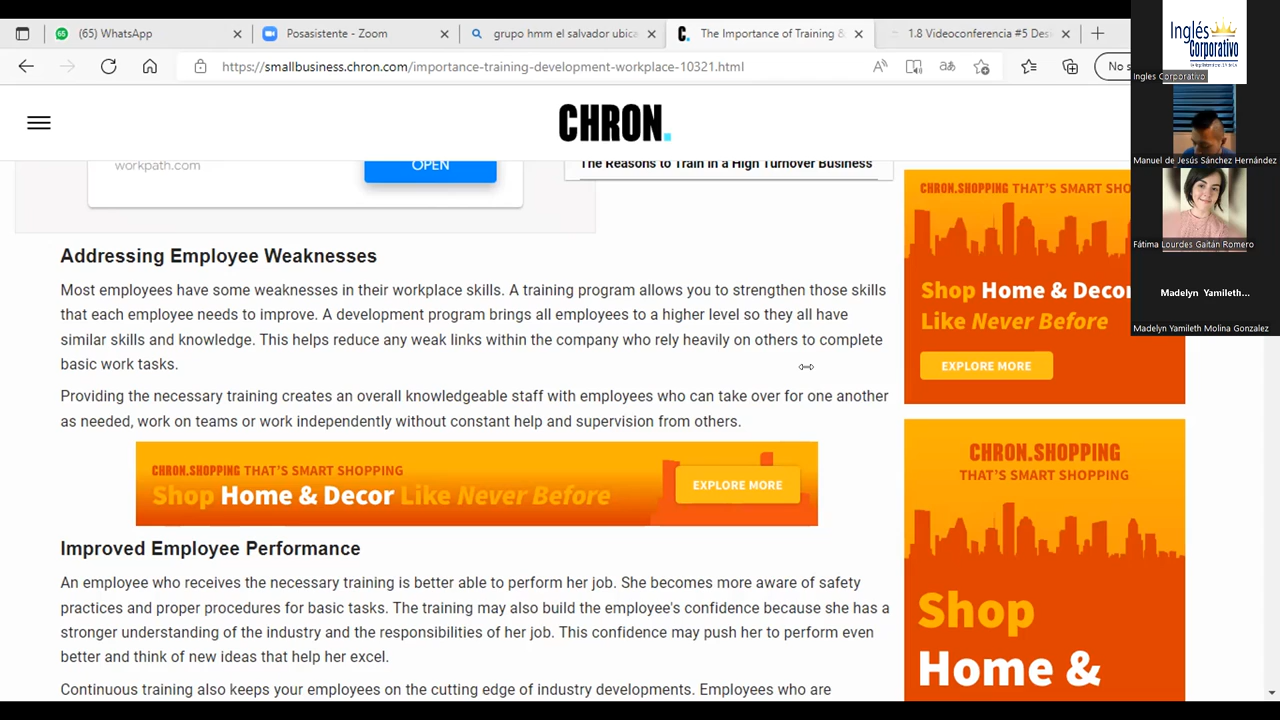 (65) WhatsApp
Posasistente - Zoom
grupo hmm el salvador ubica
The Importance of Training &
1.8 Videoconferencia #5 Desi
https://smallbusiness.chron.com/importance-training-development-workplace-10321.html
No s
CHRON.
workpath.com
OPEN
The Reasons to Train in a High Turnover Business
Addressing Employee Weaknesses
Most employees have some weaknesses in their workplace skills. A training program allows you to strengthen those skills
that each employee needs to improve. A development program brings all employees to a higher level so they all have
similar skills and knowledge. This helps reduce any weak links within the company who rely heavily on others to complete
basic work tasks.
Providing the necessary training creates an overall knowledgeable staff with employees who can take over for one another
as needed, work on teams or work independently without constant help and supervision from others.
CHRON.SHOPPING THAT'S SMART SHOPPING
Shop Home & Decor Like Never Before
EXPLORE MORE
Improved Employee Performance
An employee who receives the necessary training is better able to perform her job. She becomes more aware of safety
practices and proper procedures for basic tasks. The training may also build the employee's confidence because she has a
stronger understanding of the industry and the responsibilities of her job. This confidence may push her to perform even
better and think of new ideas that help her excel.
Continuous training also keeps your employees on the cutting edge of industry developments. Employees who are
CHRON.SHOPPING THAT'S SMART SHO
Shop Home & Decor
Like Never Before
EXPLORE MORE
CHRON.SHOPPING
THAT'S SMART SHOPPING
Shop
Home &
Inglés
Corporativo
Ingles Corporativo
Manuel de Jesús Sánchez Hernández
Fátima Lourdes Gaitán Romero
Madelyn Yamileth...
Madelyn Yamileth Molina Gonzalez